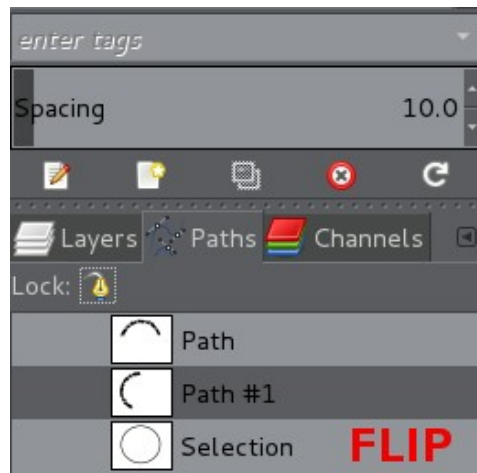 enter tags
Spacing 10.0
Layers Paths Channels
Lock:
Path
Path #1
Selection FLIP